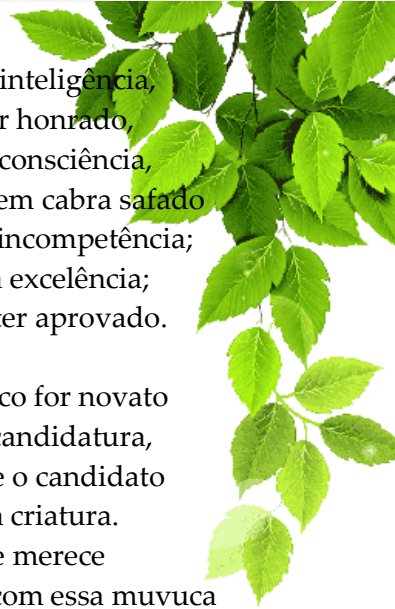 inteligência,
r honrado,
consciência,
em cabra safado
incompetência;
excelência;
ter aprovado.
co for novato
candidatura,
e o candidato
criatura.
e merece
com essa muvuca